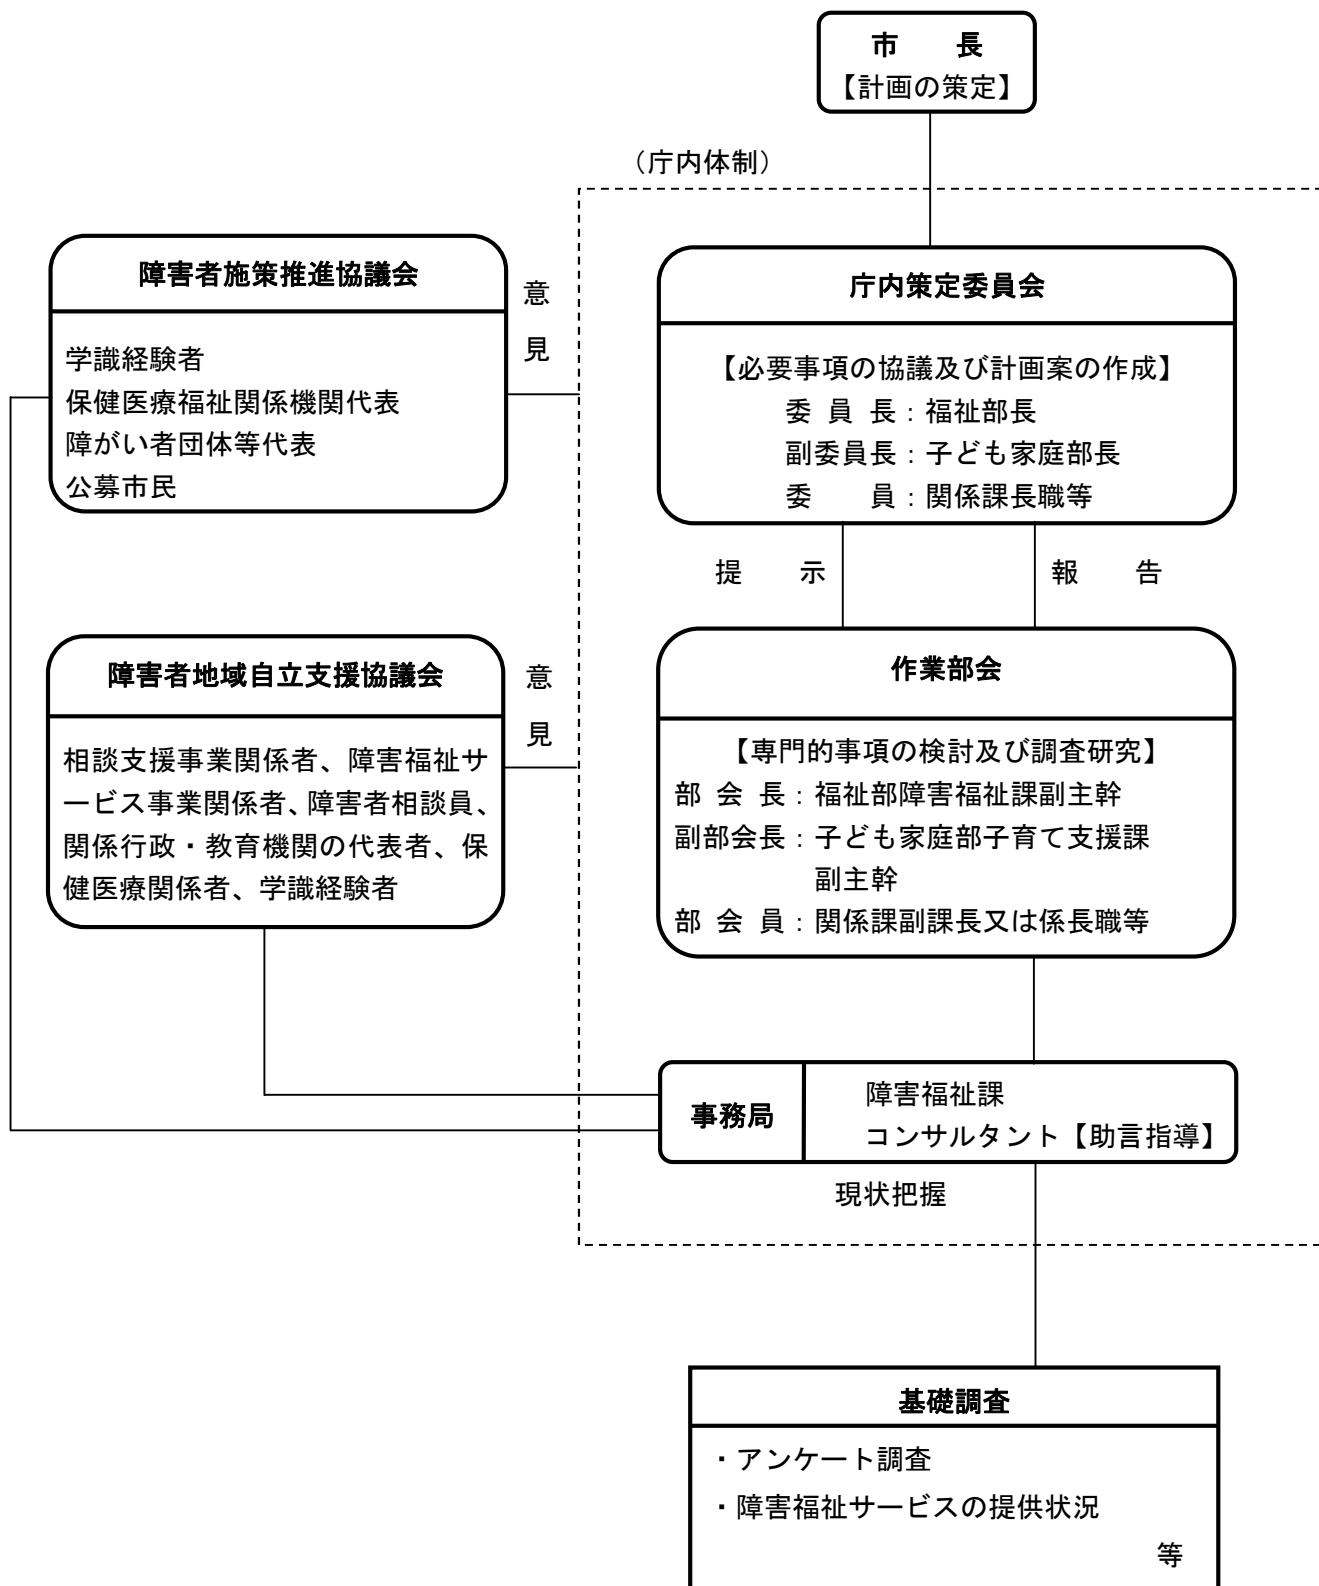 市　　長
【計画の策定】
（庁内体制）
障害者施策推進協議会
学識経験者
保健医療福祉関係機関代表
障がい者団体等代表
公募市民
意
見
庁内策定委員会
【必要事項の協議及び計画案の作成】
委 員 長：福祉部長
副委員長：子ども家庭部長
委　　員：関係課長職等
提　　示
報　　告
障害者地域自立支援協議会
相談支援事業関係者、障害福祉サ
ービス事業関係者、障害者相談員、
関係行政・教育機関の代表者、保
健医療関係者、学識経験者
意
見
作業部会
【専門的事項の検討及び調査研究】
部 会 長：福祉部障害福祉課副主幹
副部会長：子ども家庭部子育て支援課
副主幹
部 会 員：関係課副課長又は係長職等
事務局
障害福祉課
コンサルタント【助言指導】
現状把握
基礎調査
・アンケート調査
・障害福祉サービスの提供状況
等